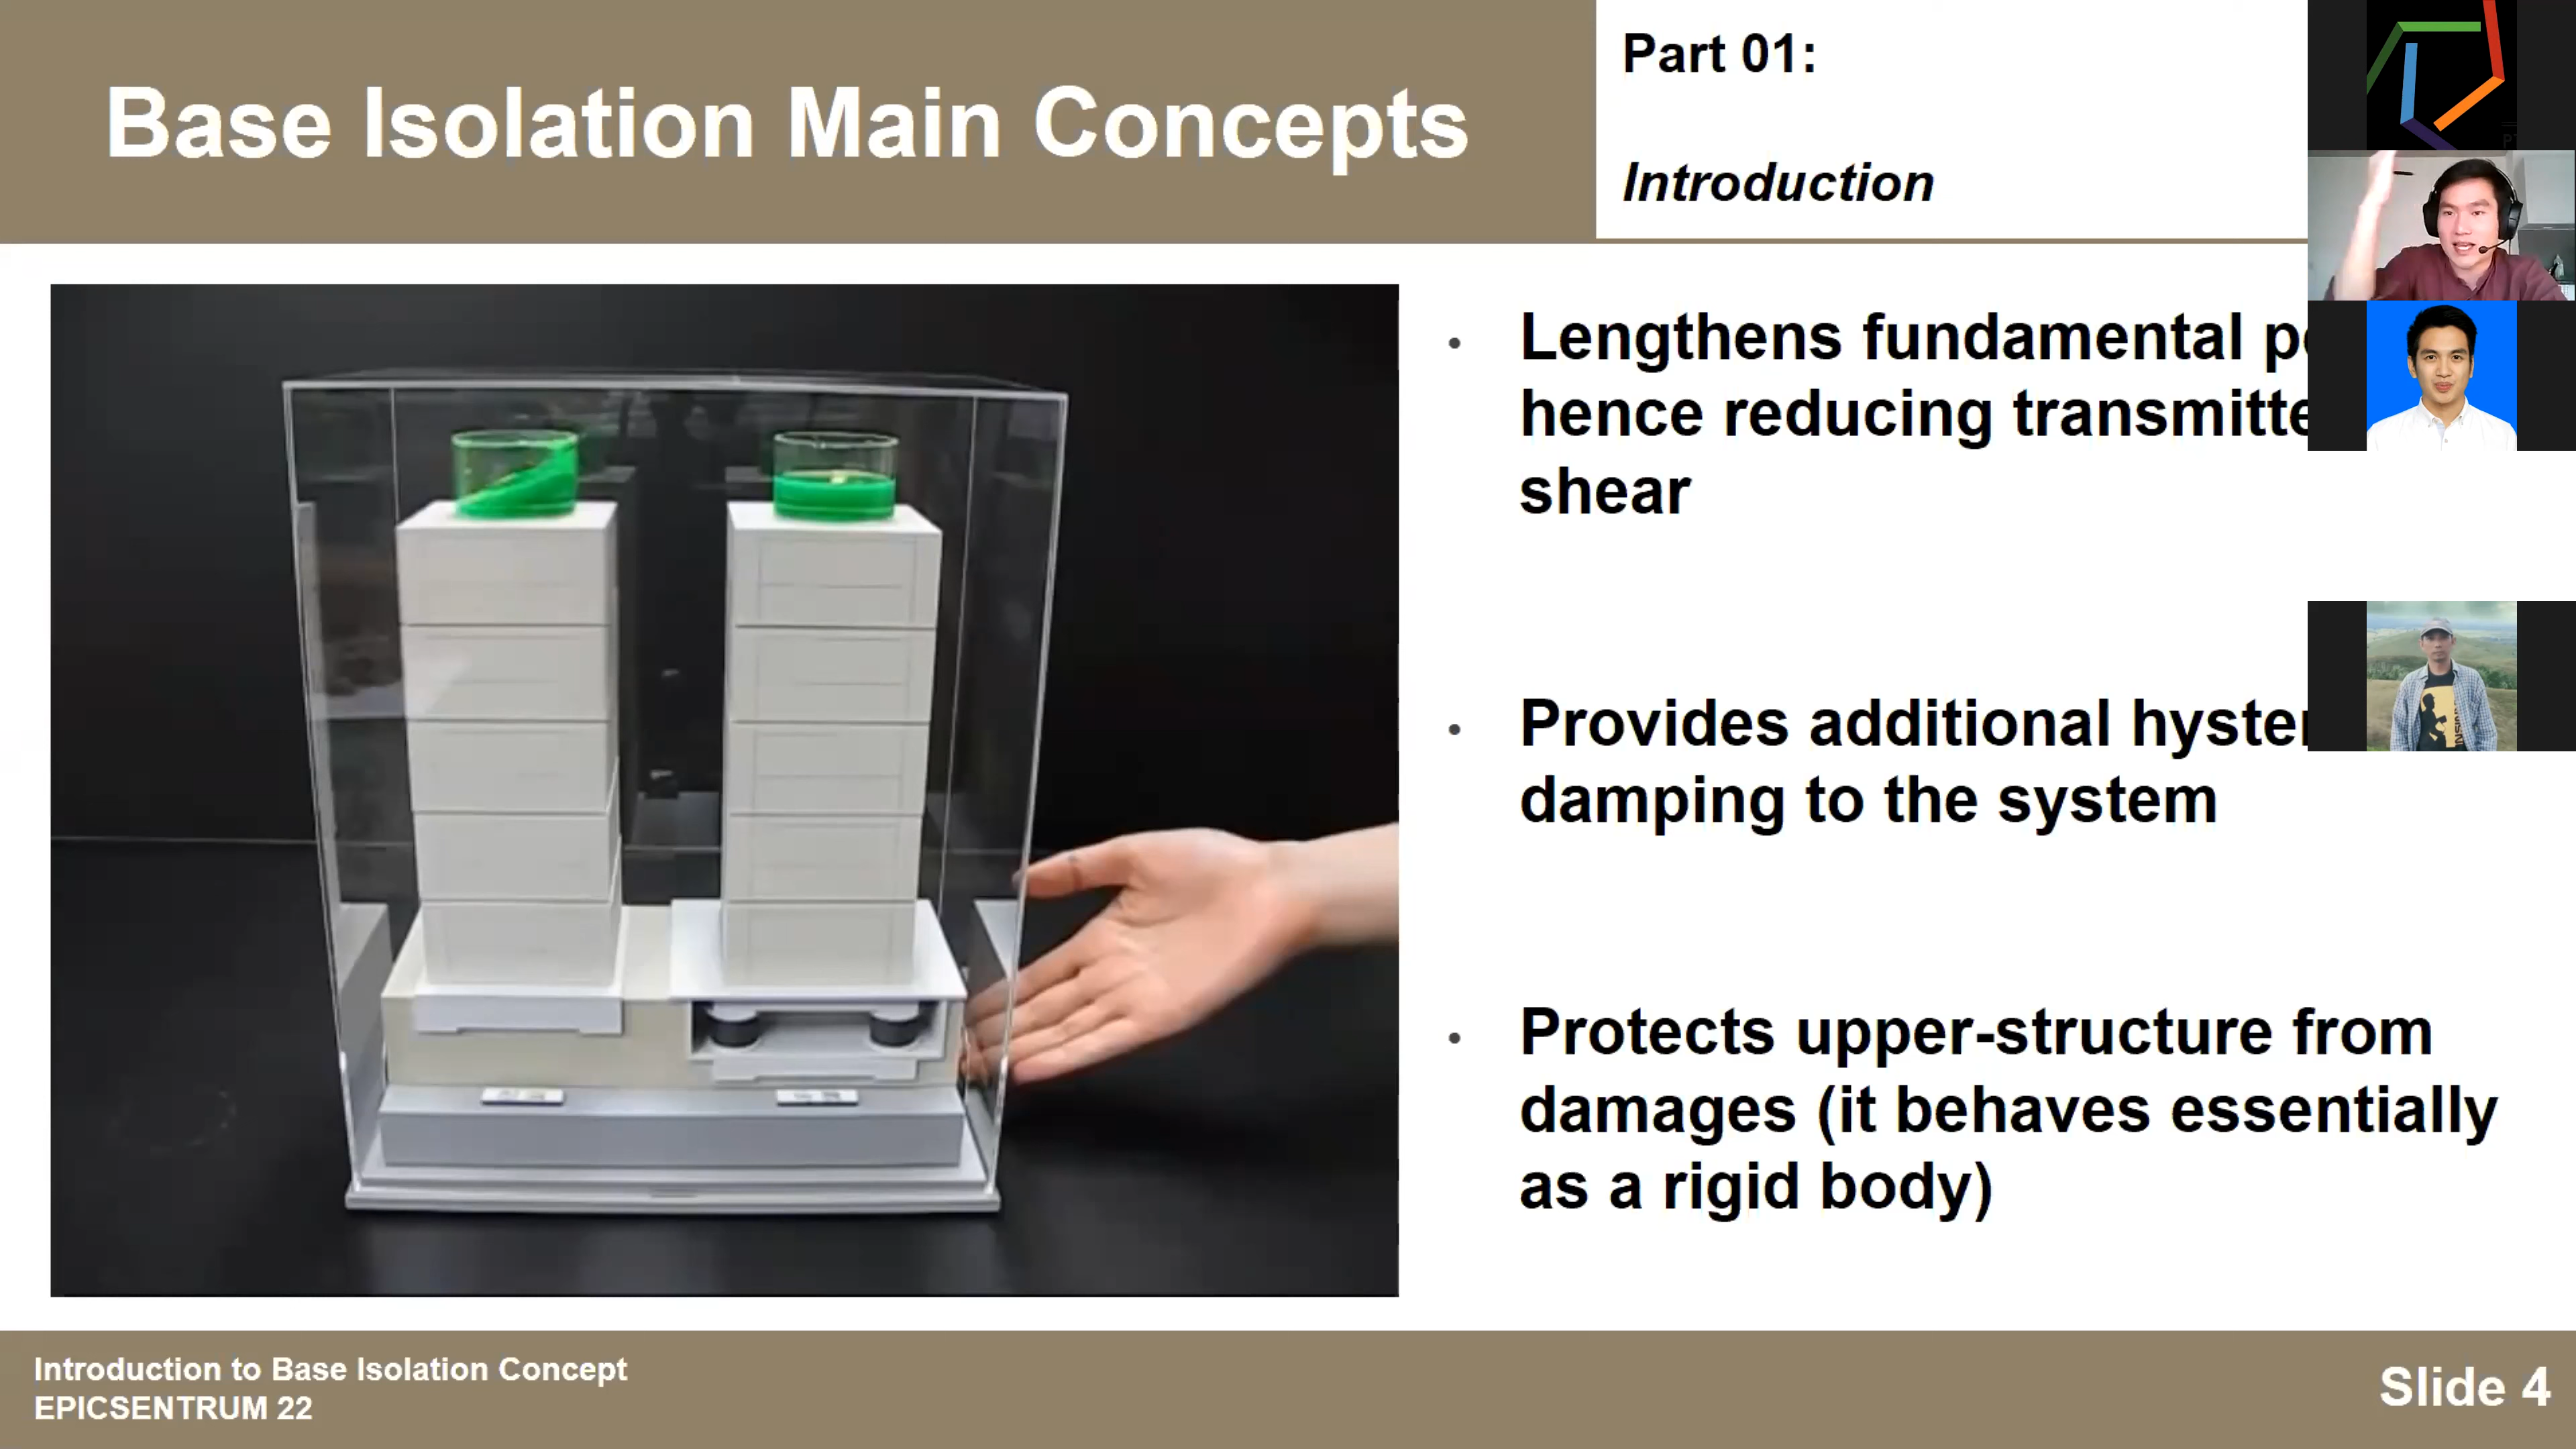 Base Isolation Main Concepts
Part 01:
Introduction
• Lengthens fundamental
hence reducing
shear
• Provides additional
damping to the system
• Protects upper-structure from
damages (it behaves essentially
as a rigid body)
Introduction to Base Isolation Concept
EPICSENTRUM 22
Slide 4